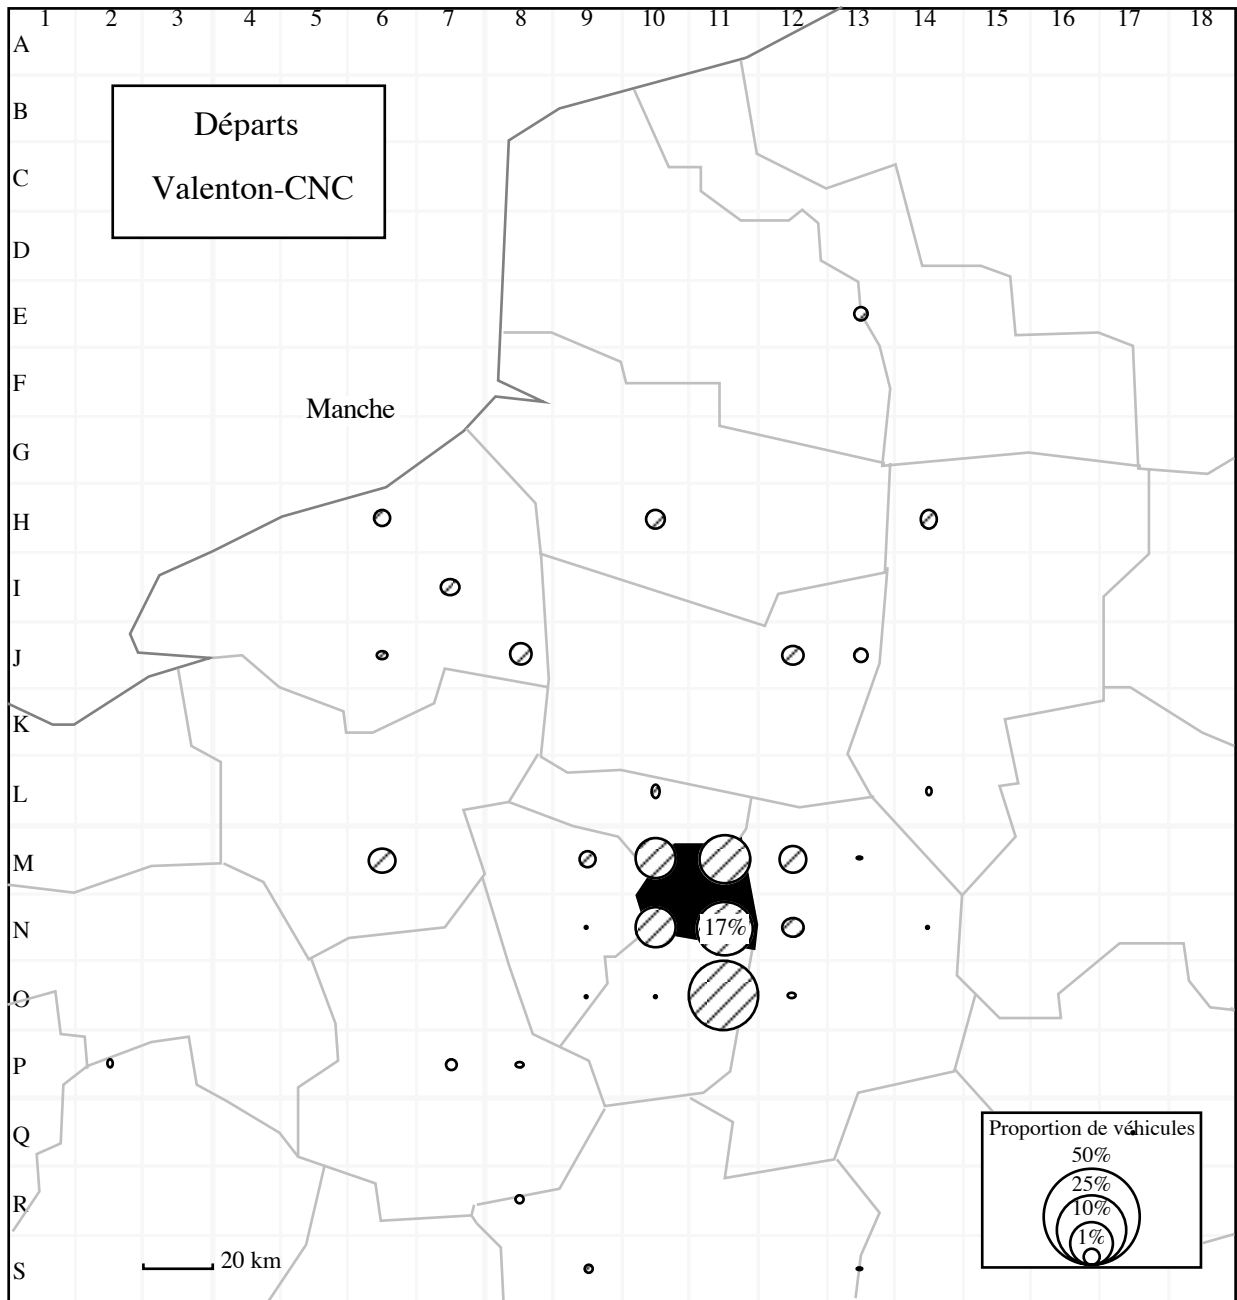 1 2 3 4 5 6 7 8 9 10 11 12 13 14 15 16 17 18
A
B
Départs
C
Valenton-CNC
D
E
F
Manche
G
H
I
J
K
L
M
N
17%
O
P
Q
Proportion de véhicules
50%
25%
R
10%
1%
20 km
S